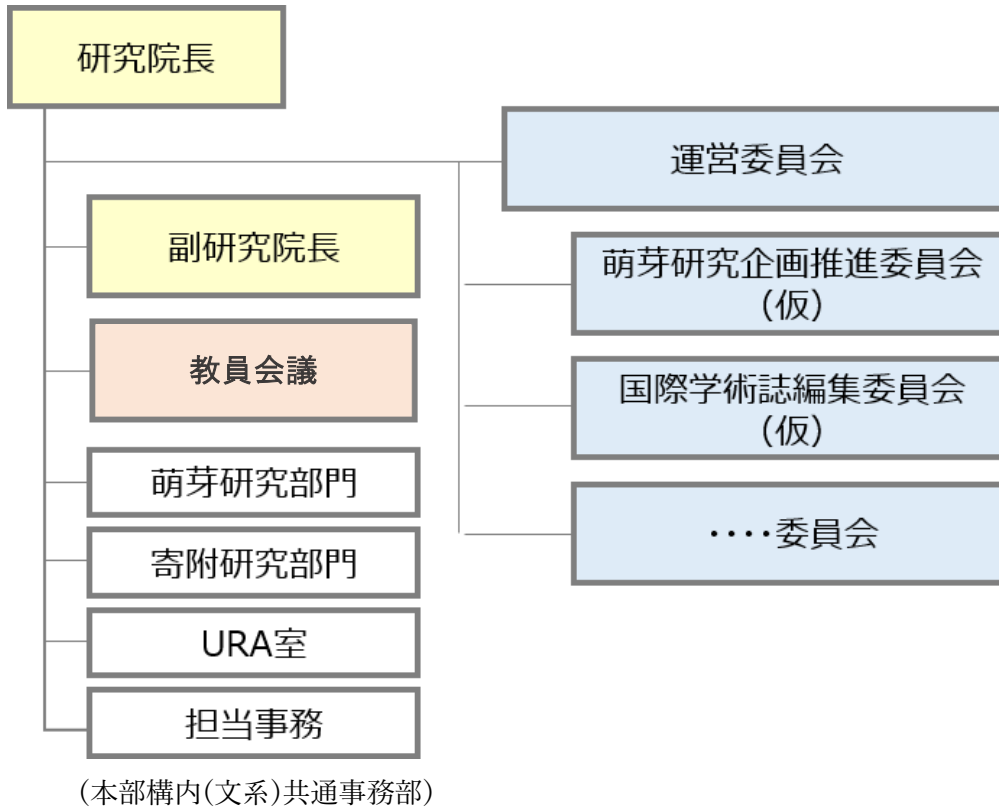 研究院長
運営委員会
副研究院長
萌芽研究企画推進委員会
(仮)
教員会議
国際学術誌編集委員会
(仮)
萌芽研究部門
・・・・委員会
寄附研究部門
URA室
担当事務
(本部構内(文系)共通事務部)